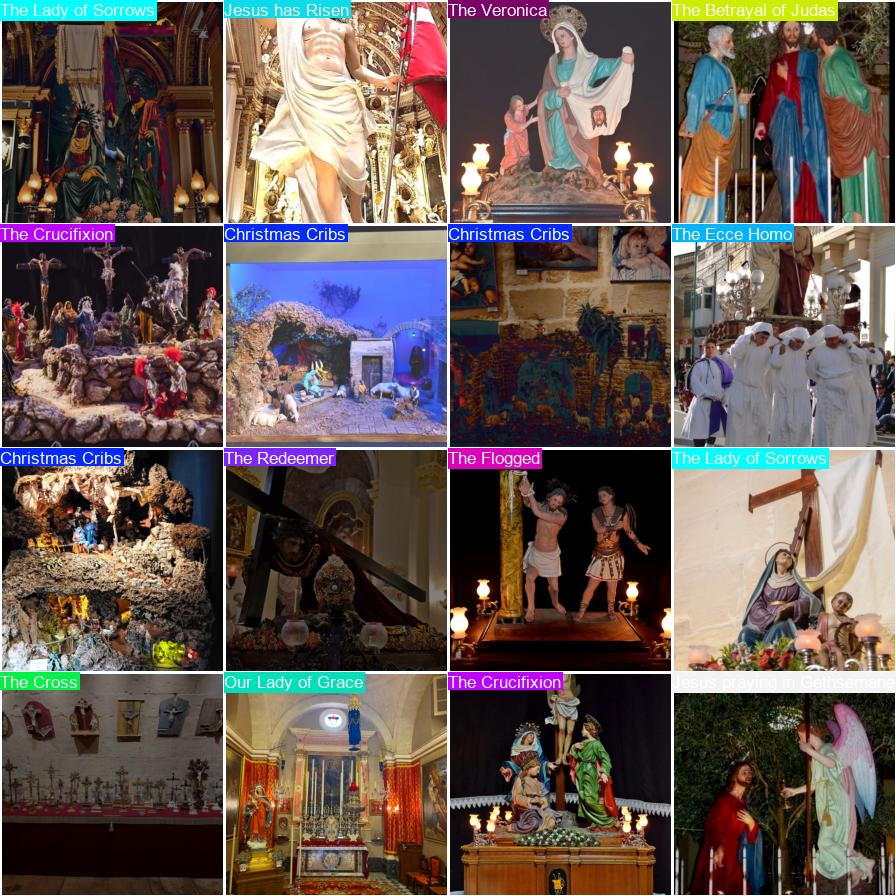 The Lady of Sorrows
Jesus has Risen
The Veronica
The Betrayal of Judas
The Crucifixion
Christmas Cribs
Christmas Cribs
The Ecce Homo
Christmas Cribs
The Redeemer
The Flogged
The Lady of Sorrows
The Cross
Our Lady of Grace
The Crucifixion
Jesus praying in Gethsemane